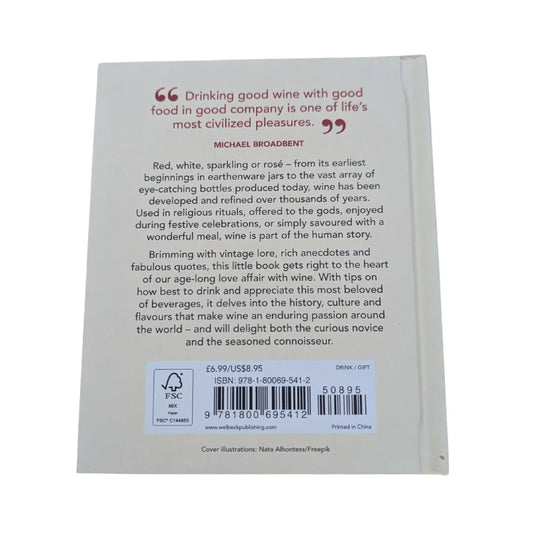 “ Drinking good wine with good
food in good company is one of life's
most civilized pleasures. ”
MICHAEL BROADBENT
Red, white, sparkling or rosé – from its earliest
beginnings in earthenware jars to the vast array of
eye-catching bottles produced today, wine has been
developed and refined over thousands of years.
Used in religious rituals, offered to the gods, enjoyed
during festive celebrations, or simply savoured with a
wonderful meal, wine is part of the human story.
Brimming with vintage lore, rich anecdotes and
fabulous quotes, this little book gets right to the heart
of our age-long love affair with wine. With tips on
how best to drink and appreciate this most beloved
of beverages, it delves into the history, culture and
flavours that make wine an enduring passion around
the world – and will delight both the curious novice
and the seasoned connoisseur.
£6.99/US$8.95
DRINK / GIFT
ISBN: 978-1-80069-541-2
50895
9 781800 695412
www.welbeckpublishing.com
Printed in China
FSC
MIX
Paper
FSC® C144853
Cover illustrations: Nata Alhontess/Freepik